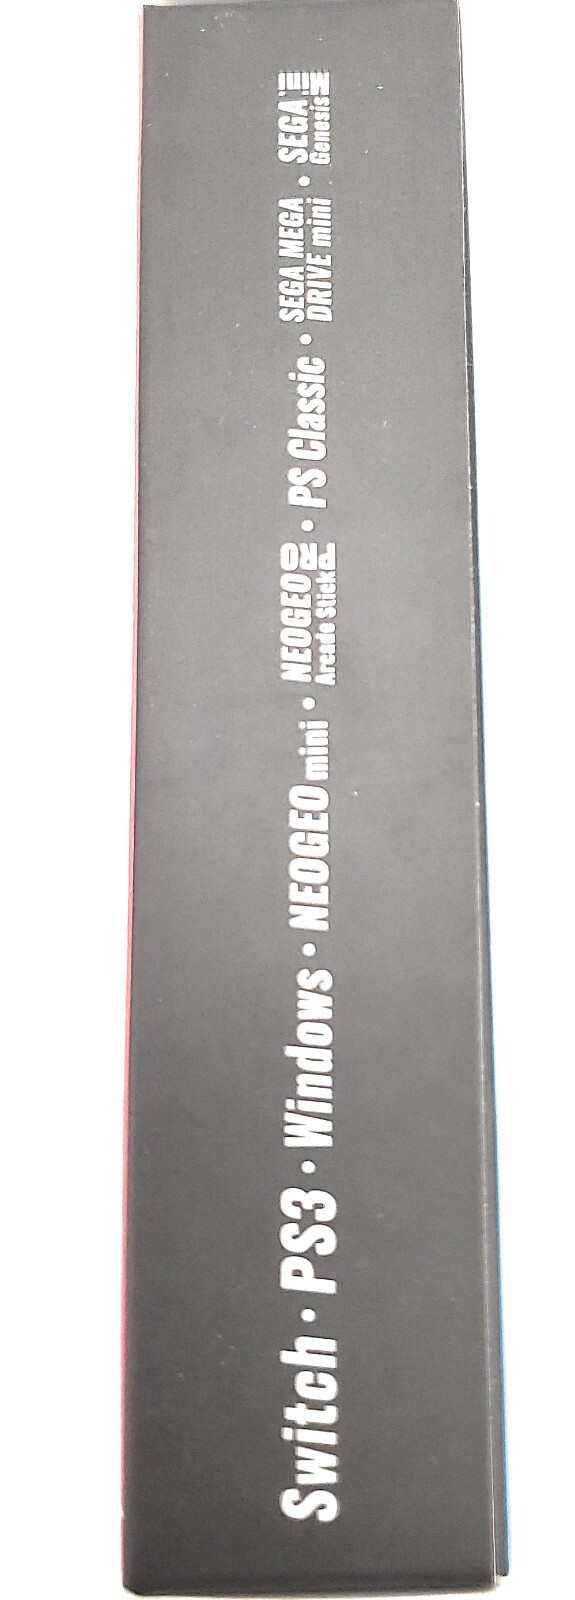 Switch · PS3 · Windows · NEOGEO mini · NEOGEO
Arcade Stick
· PS Classic · SEGA MEGA
DRIVE mini
· SEGA
Genesis